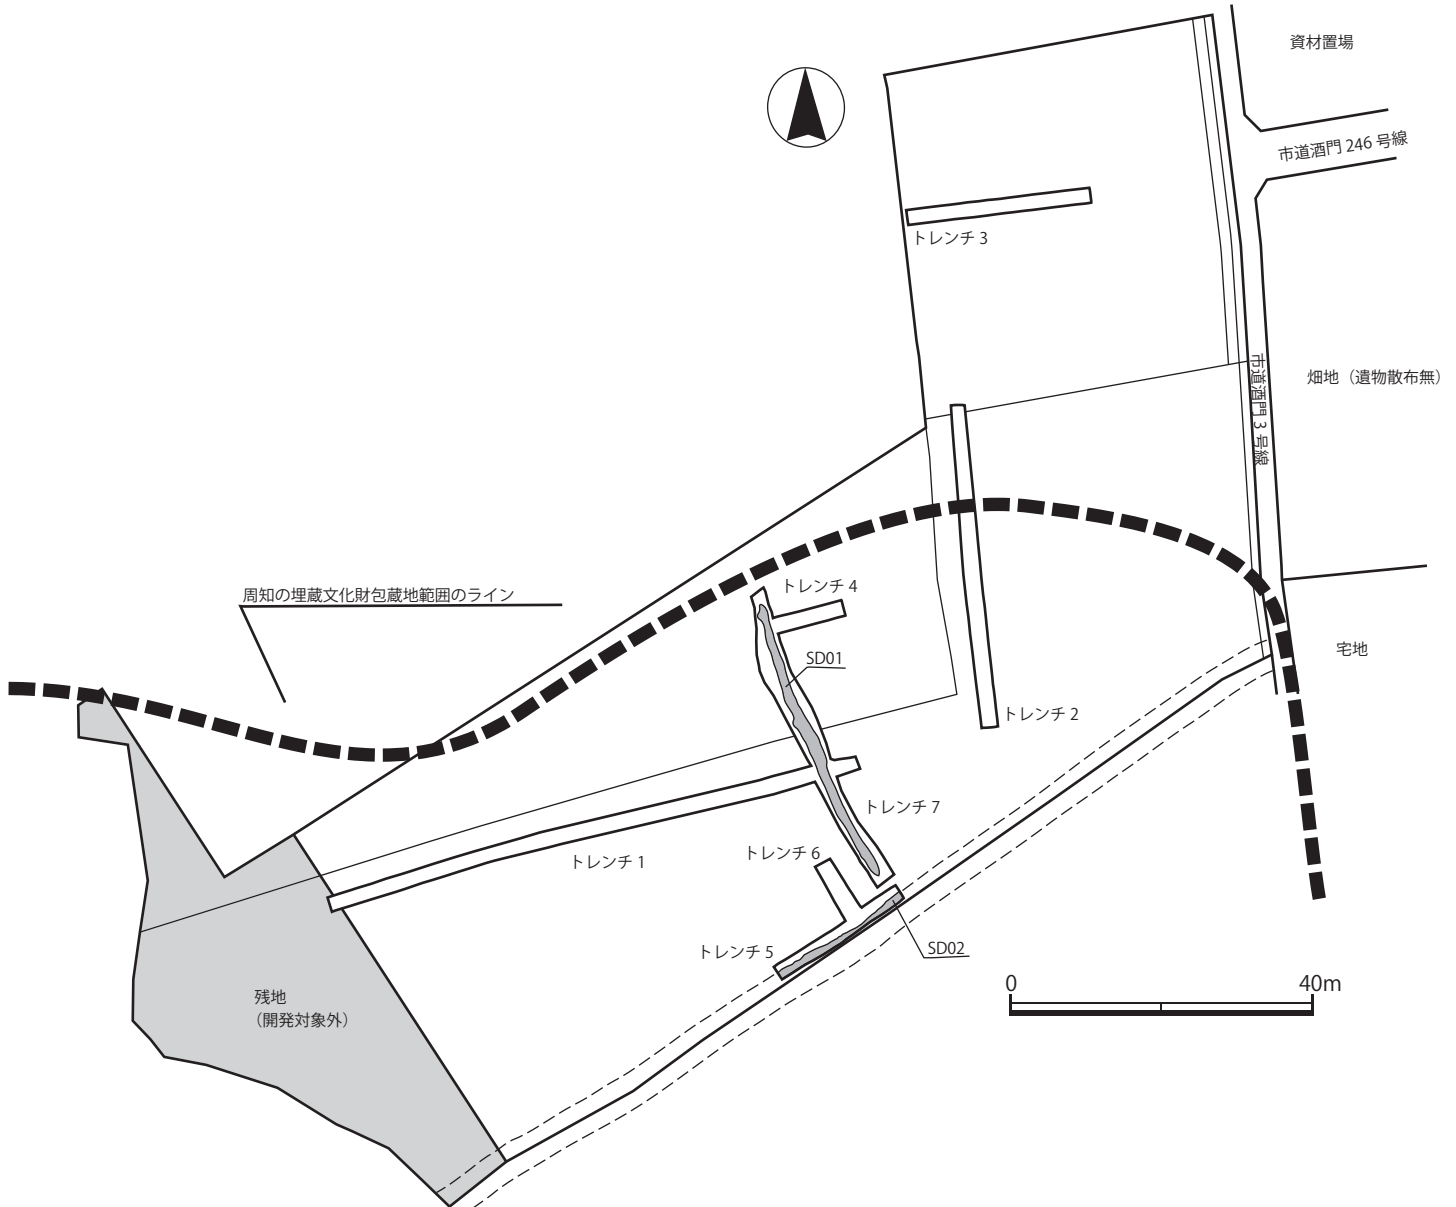 資材置場
市道酒門 246 号線
トレンチ 3
市道酒門 3 号線
畑地（遺物散布無）
トレンチ 4
周知の埋蔵文化財包蔵地範囲のライン
SD01
宅地
トレンチ 2
トレンチ 7
トレンチ 6
トレンチ 1
トレンチ 5
SD02
0 40m
残地
（開発対象外）